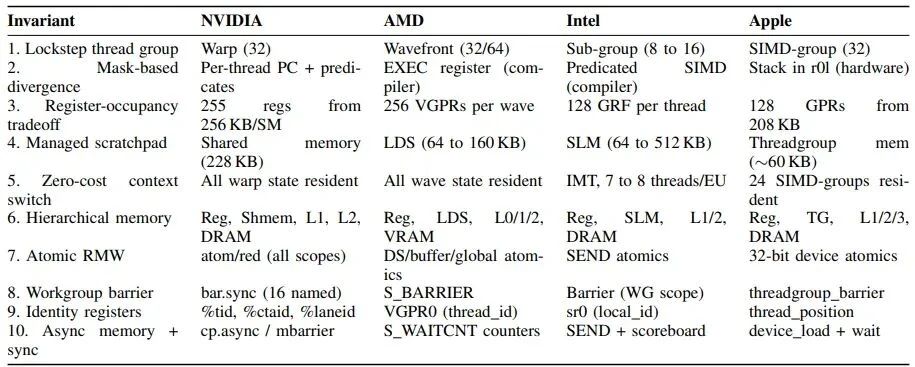 Invariant NVIDIA AMD Intel Apple
1. Lockstep thread group Warp (32) Wavefront (32/64) Sub-group (8 to 16) SIMD-group (32)
2. Mask-based Per-thread PC + predi- EXEC register (com- Predicated SIMD Stack in r0l (hardware)
divergence cates piler) (compiler)
3. Register-occupancy 255 regs from 256 VGPRs per wave 128 GRF per thread 128 GPRs from
tradeoff 256 KB/SM 208 KB
4. Managed scratchpad Shared memory LDS (64 to 160 KB) SLM (64 to 512 KB) Threadgroup mem
(228 KB) (~60 KB)
5. Zero-cost context All warp state resident All wave state resident IMT, 7 to 8 threads/EU 24 SIMD-groups resi-
switch dent
6. Hierarchical memory Reg, Shmem, L1, L2, Reg, LDS, L0/1/2, Reg, SLM, L1/2, Reg, TG, L1/2/3,
DRAM VRAM DRAM DRAM
7. Atomic RMW atom/red (all scopes) DS/buffer/global atom- SEND atomics 32-bit device atomics
ics
8. Workgroup barrier bar.sync (16 named) S_BARRIER Barrier (WG scope) threadgroup_barrier
9. Identity registers %tid, %ctaid, %laneid VGPR0 (thread_id) sr0 (local_id) thread_position
10. Async memory + cp.async / mbarrier S_WAITCNT counters SEND + scoreboard device_load + wait
sync